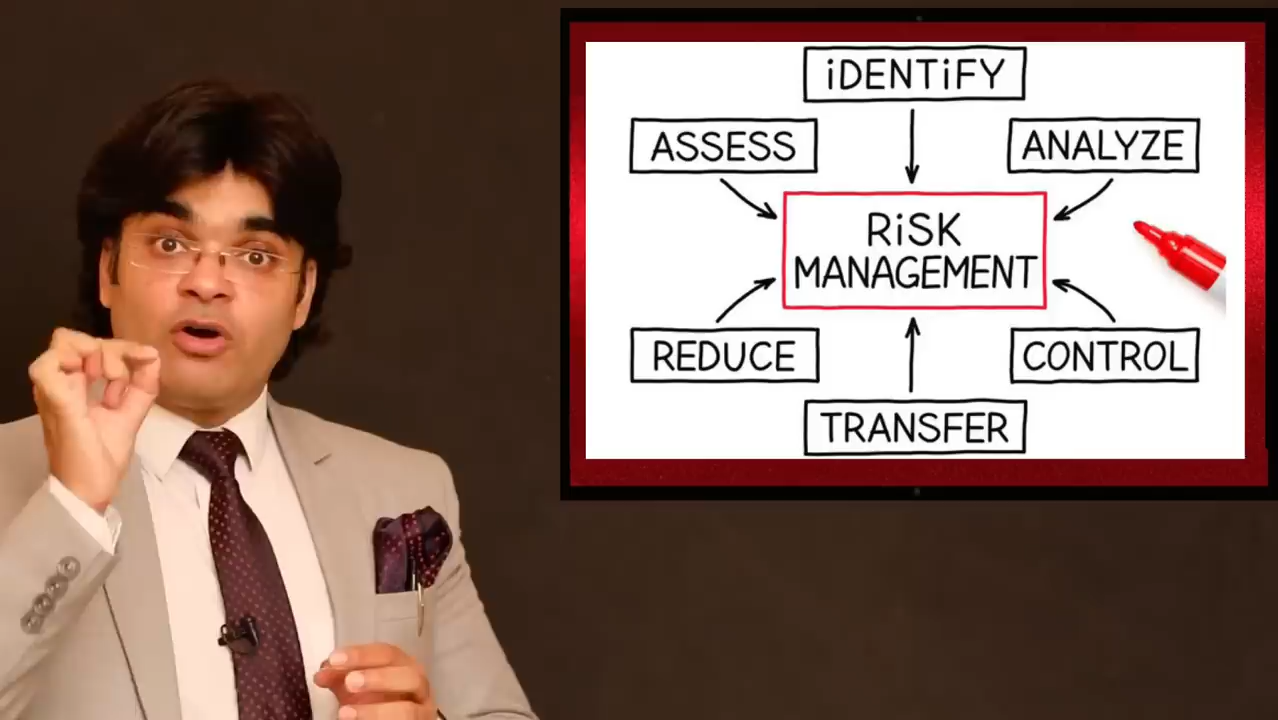 iDENTiFY
ASSESS
ANALYZE
RiSK
MANAGEMENT
REDUCE
CONTROL
TRANSFER